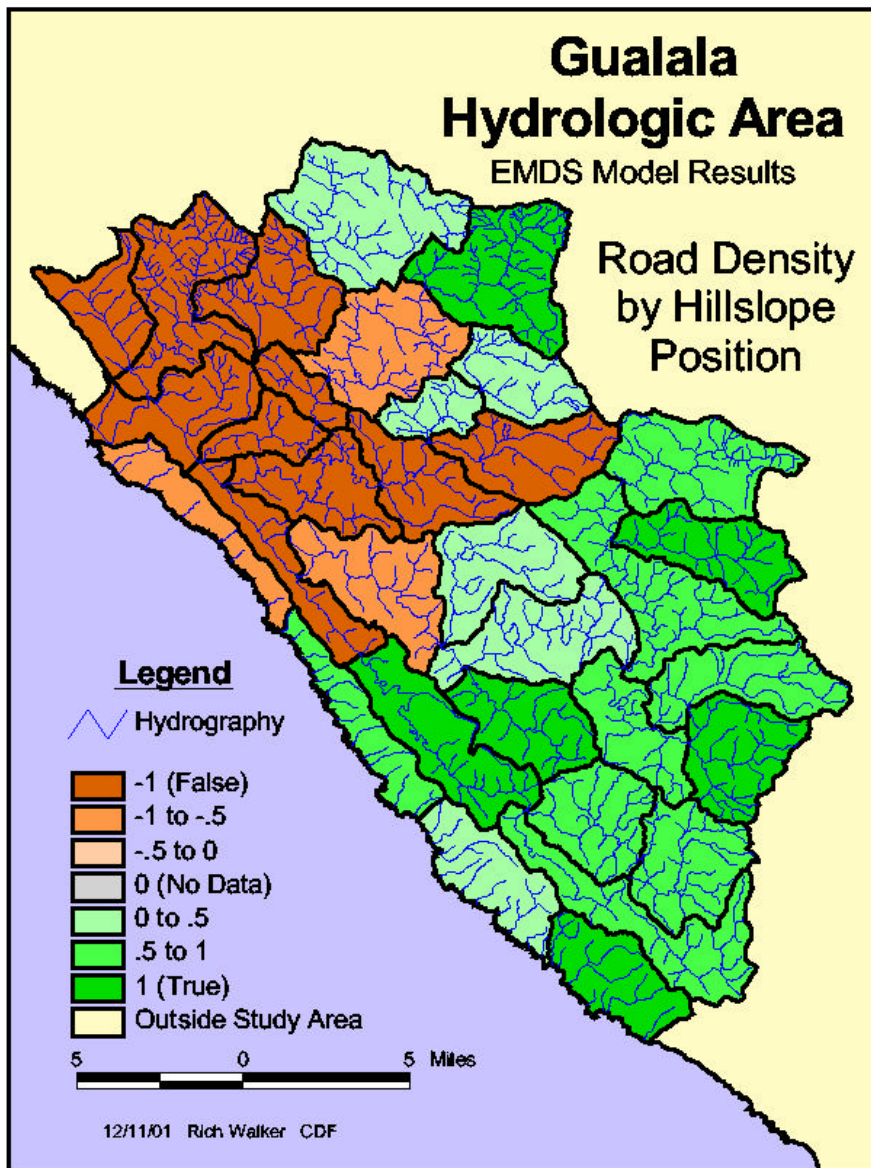 Gualala
Hydrologic Area
EMDS Model Results
Road Density
by Hillslope
Position
Legend
Hydrography
-1 (False)
-1 to -.5
-.5 to 0
0 (No Data)
0 to .5
.5 to 1
1 (True)
Outside Study Area
5 0 5 Miles
12/11/01 Rich Walker CDF